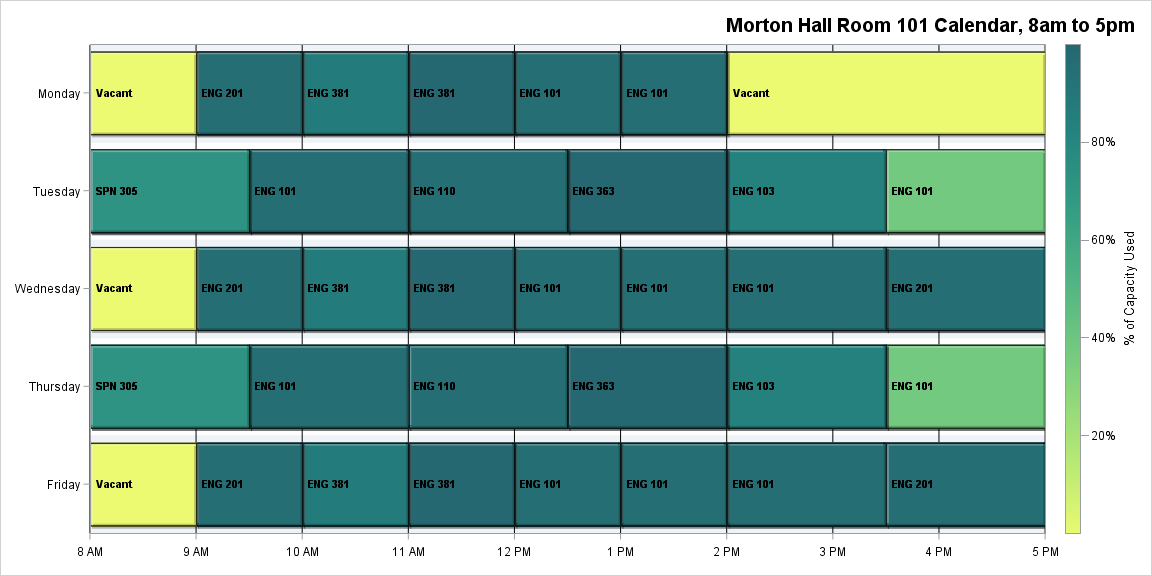 Morton Hall Room 101 Calendar, 8am to 5pm
Monday
Vacant
ENG 201
ENG 381
ENG 381
ENG 101
ENG 101
Vacant
Tuesday
SPN 305
ENG 101
ENG 110
ENG 363
ENG 103
ENG 101
Wednesday
Vacant
ENG 201
ENG 381
ENG 381
ENG 101
ENG 101
ENG 101
ENG 201
Thursday
SPN 305
ENG 101
ENG 110
ENG 363
ENG 103
ENG 101
Friday
Vacant
ENG 201
ENG 381
ENG 381
ENG 101
ENG 101
ENG 101
ENG 201
8 AM
9 AM
10 AM
11 AM
12 PM
1 PM
2 PM
3 PM
4 PM
5 PM
80%
60%
40%
20%
% of Capacity Used